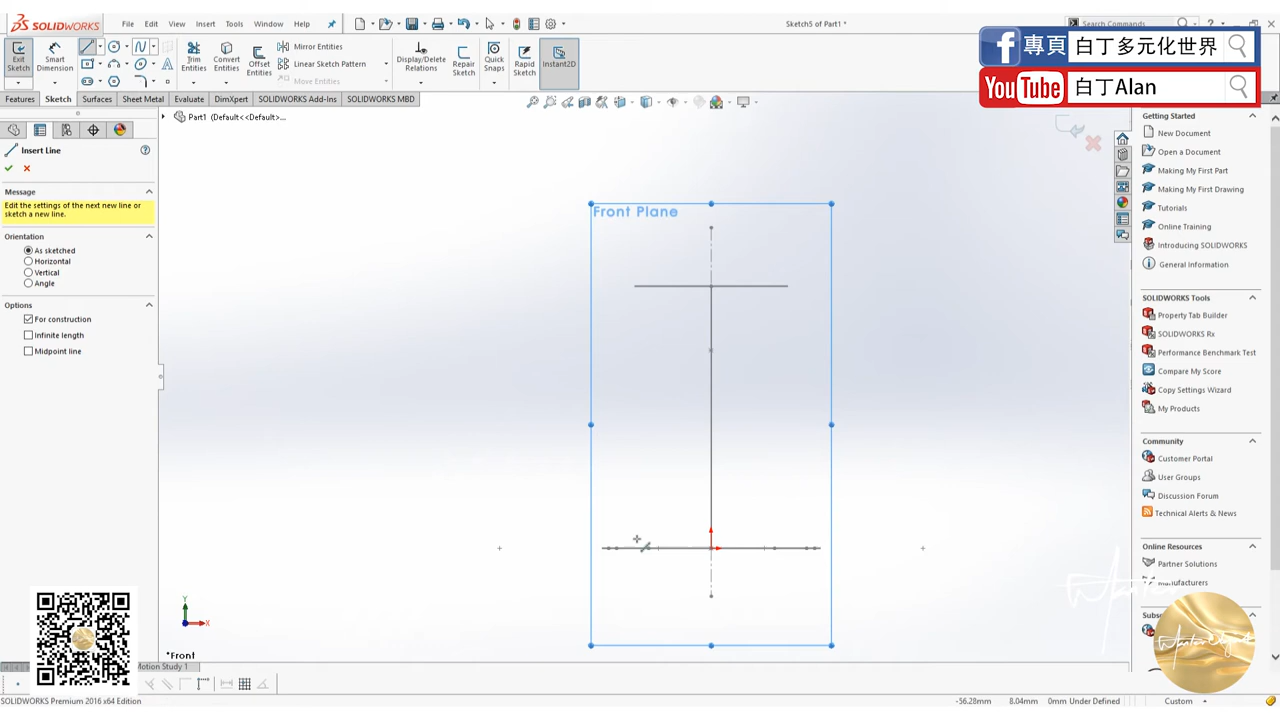 SOLIDWORKS
File Edit View Insert Tools Window Help
Sketch5 of Part1 *
Search Commands
專頁 白丁多元化世界
YouTube 白丁Alan
Exit Sketch
Smart Dimension
Trim Entities
Convert Entities
Offset Entities
Mirror Entities
Linear Sketch Pattern
Move Entities
Display/Delete Relations
Repair Sketch
Quick Snaps
Rapid Sketch
Instant2D
Features Sketch Surfaces Sheet Metal Evaluate DimXpert SOLIDWORKS Add-Ins SOLIDWORKS MBD
Part1 (Default<<Default>...
Insert Line
Message
Edit the settings of the next new line or
sketch a new line.
Orientation
As sketched
Horizontal
Vertical
Angle
Options
For construction
Infinite length
Midpoint line
Front Plane
Y
X
*Front
Getting Started
New Document
Open a Document
Making My First Part
Making My First Drawing
Tutorials
Online Training
Introducing SOLIDWORKS
General Information
SOLIDWORKS Tools
Property Tab Builder
SOLIDWORKS Rx
Performance Benchmark Test
Compare My Score
Copy Settings Wizard
My Products
Community
Customer Portal
User Groups
Discussion Forum
Technical Alerts & News
Online Resources
Partner Solutions
Manufacturers
Motion Study 1
SOLIDWORKS Premium 2016 x64 Edition
-56.28mm 8.04mm 0mm Under Defined Custom